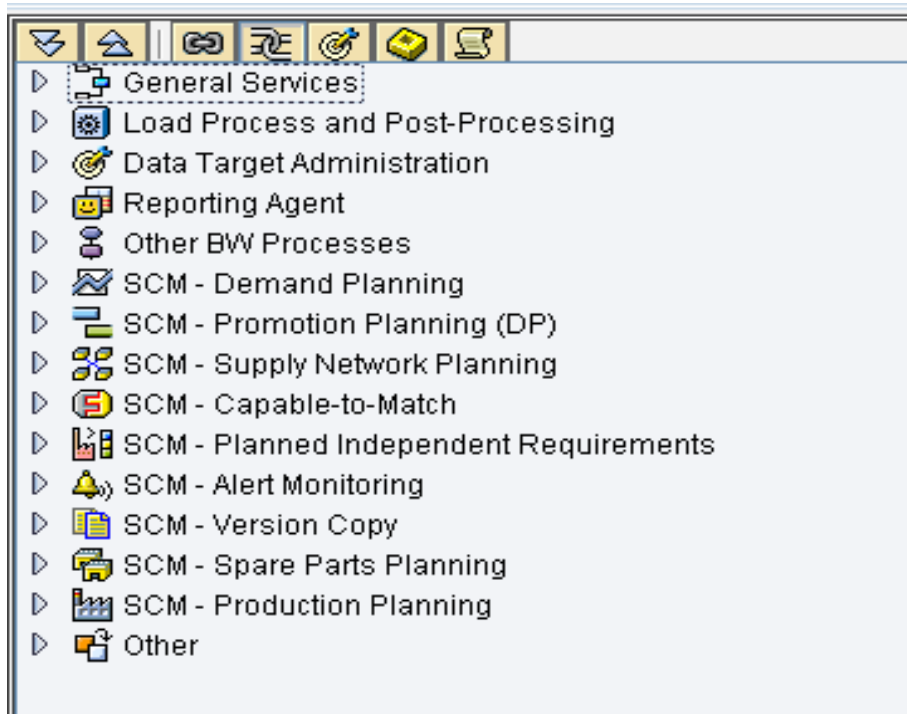 General Services
Load Process and Post-Processing
Data Target Administration
Reporting Agent
Other BW Processes
SCM - Demand Planning
SCM - Promotion Planning (DP)
SCM - Supply Network Planning
SCM - Capable-to-Match
SCM - Planned Independent Requirements
SCM - Alert Monitoring
SCM - Version Copy
SCM - Spare Parts Planning
SCM - Production Planning
Other